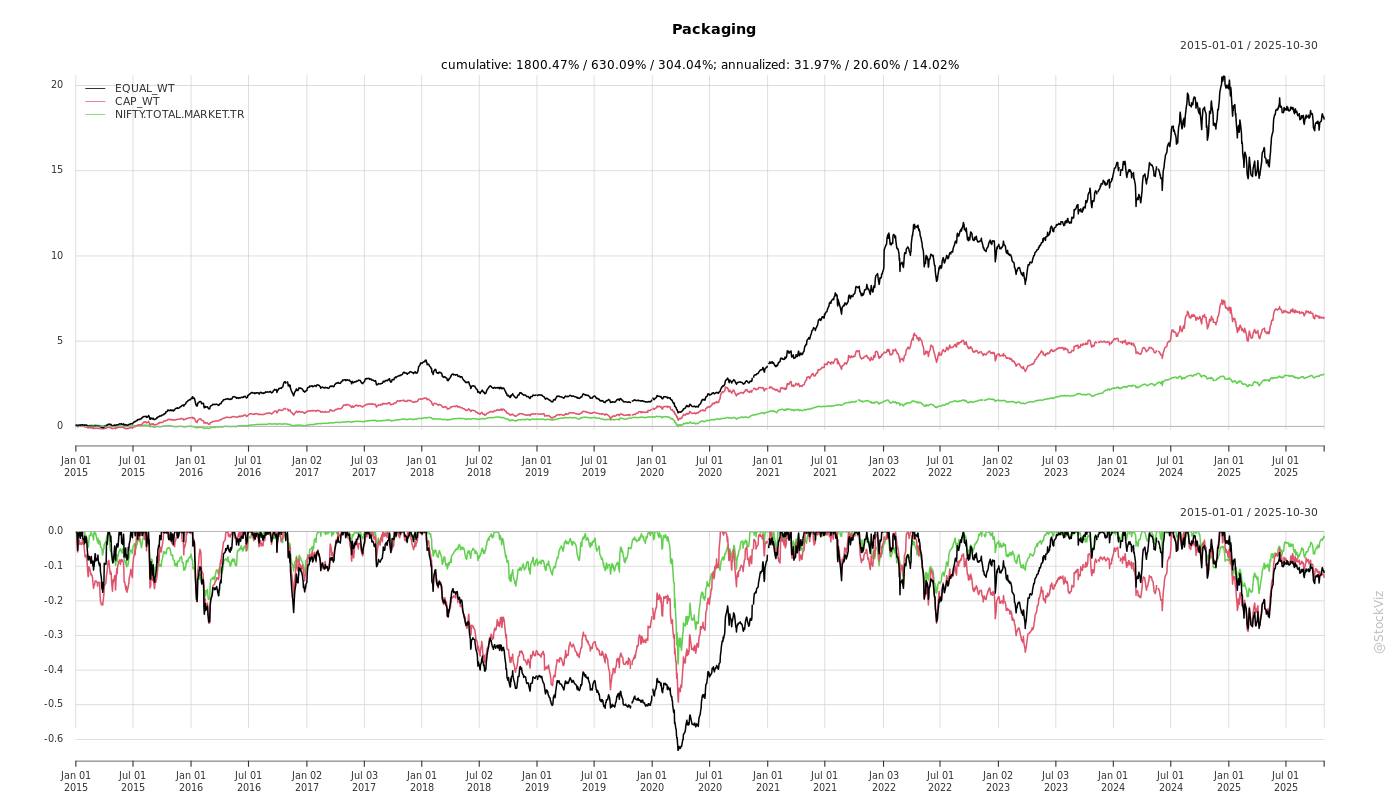 Packaging
2015-01-01 / 2025-10-30
cumulative: 1800.47% / 630.09% / 304.04%; annualized: 31.97% / 20.60% / 14.02%
EQUAL_WT
CAP_WT
NIFTY.TOTAL.MARKET.TR
20
15
10
5
0
Jan 01 Jul 01 Jan 01 Jul 01 Jan 02 Jul 03 Jan 01 Jul 02 Jan 01 Jul 01 Jan 01 Jul 01 Jan 01 Jul 01 Jan 03 Jul 01 Jan 02 Jul 03 Jan 01 Jul 01 Jan 01 Jul 01
2015 2015 2016 2016 2017 2017 2018 2018 2019 2019 2020 2020 2021 2021 2022 2022 2023 2023 2024 2024 2025 2025
2015-01-01 / 2025-10-30
0.0
-0.1
-0.2
-0.3
-0.4
-0.5
-0.6
Jan 01 Jul 01 Jan 01 Jul 01 Jan 02 Jul 03 Jan 01 Jul 02 Jan 01 Jul 01 Jan 01 Jul 01 Jan 01 Jul 01 Jan 03 Jul 01 Jan 02 Jul 03 Jan 01 Jul 01 Jan 01 Jul 01
2015 2015 2016 2016 2017 2017 2018 2018 2019 2019 2020 2020 2021 2021 2022 2022 2023 2023 2024 2024 2025 2025
@StockViz